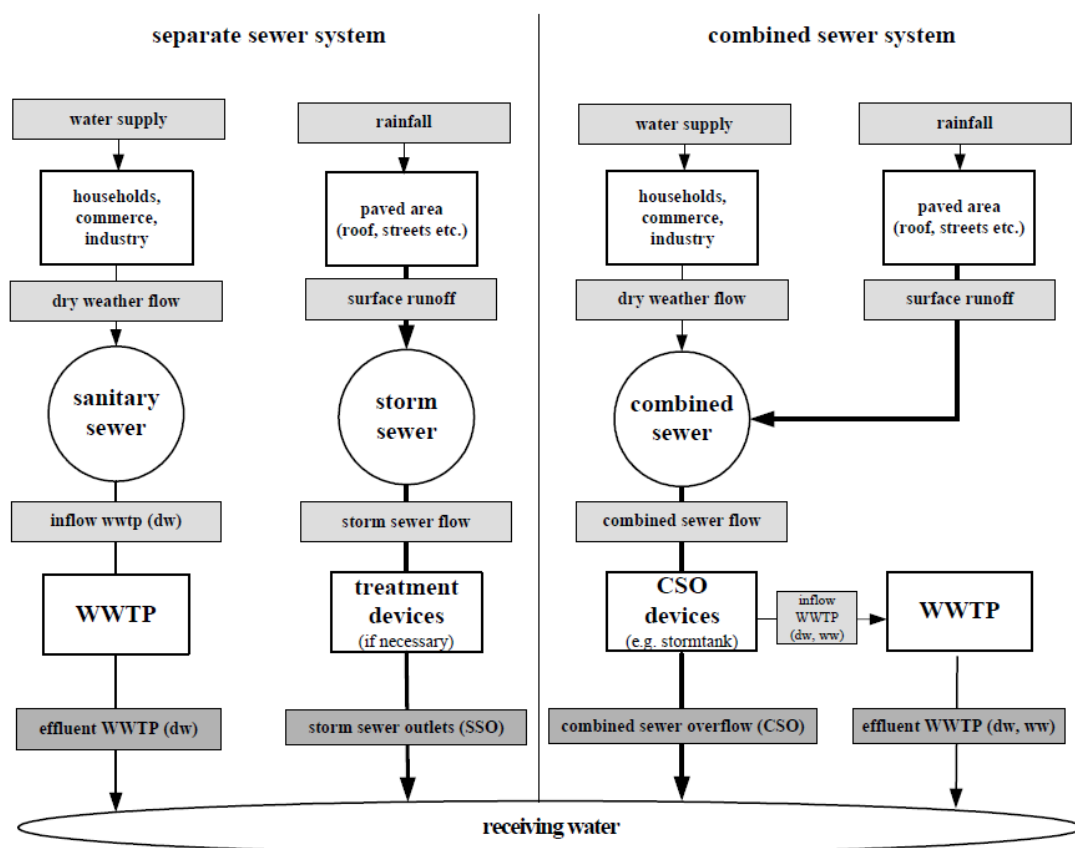 separate sewer system
combined sewer system
water supply
rainfall
water supply
rainfall
households,
commerce,
industry
paved area
(roof, streets etc.)
households,
commerce,
industry
paved area
(roof, streets etc.)
dry weather flow
surface runoff
dry weather flow
surface runoff
sanitary
sewer
storm
sewer
combined
sewer
inflow wwtp (dw)
storm sewer flow
combined sewer flow
WWTP
treatment
devices
(if necessary)
CSO
devices
(e.g. stormtank)
inflow
WWTP
(dw, ww)
WWTP
effluent WWTP (dw)
storm sewer outlets (SSO)
combined sewer overflow (CSO)
effluent WWTP (dw, ww)
receiving water